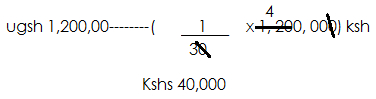 4
ugsh 1,200,00--------( 1 x 1, 200, 000) ksh
30
Kshs 40,000